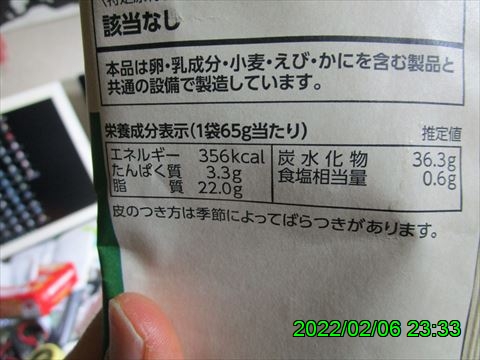 該当なし
本品は卵・乳成分・小麦・えび・かにを含む製品と
共通の設備で製造しています。
栄養成分表示(1袋65g当たり) 推定値
エネルギー 356kcal 炭水化物 36.3g
たんぱく質 3.3g 食塩相当量 0.6g
脂質 22.0g
皮のつき方は季節によってばらつきがあります。
2022/02/06 23:33